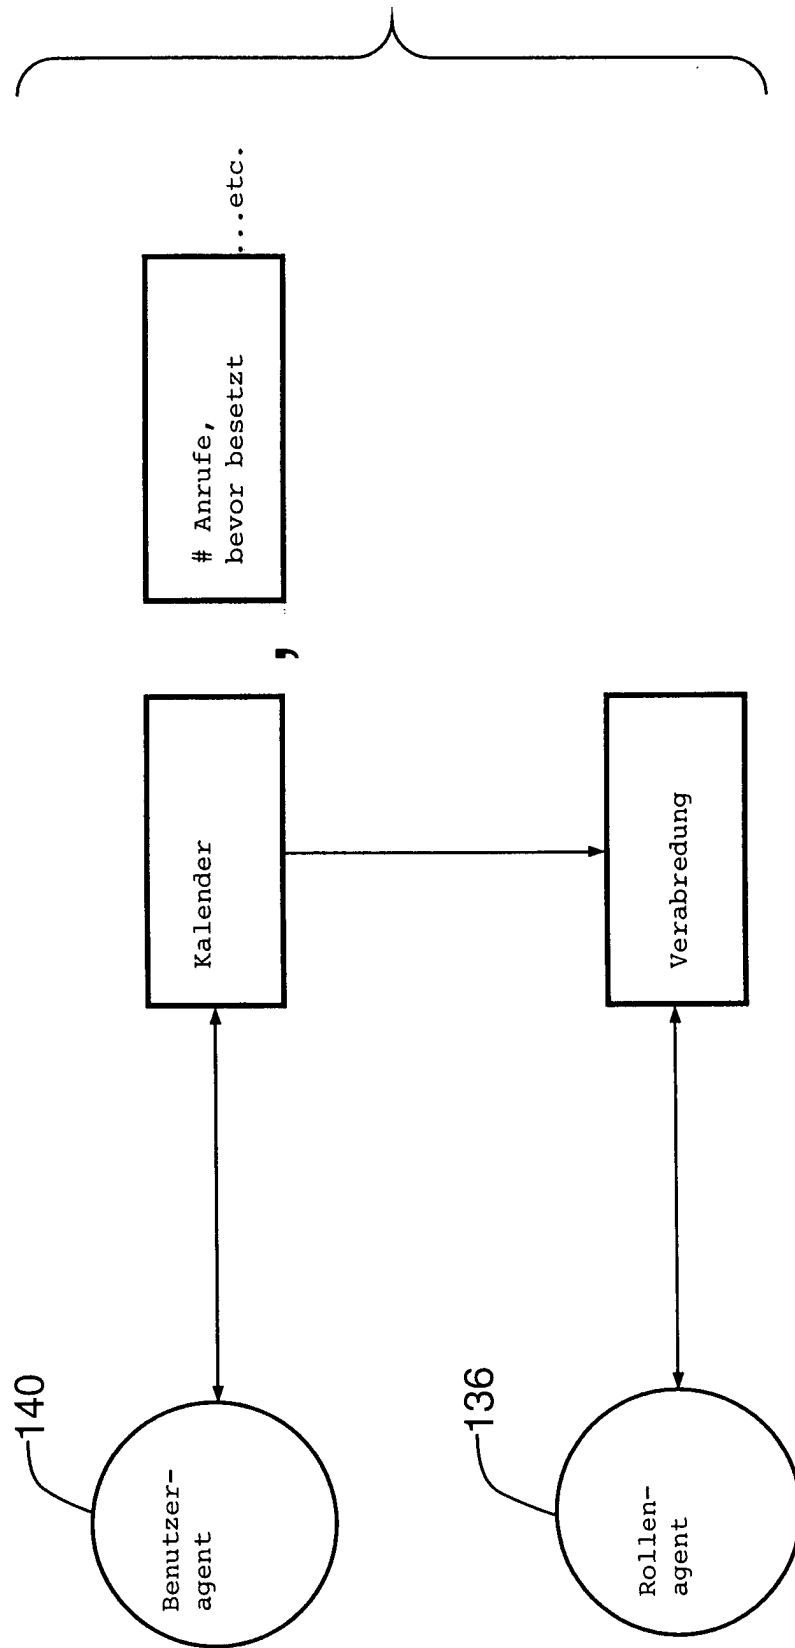 140
Benutzer-
agent
Kalender
,
# Anrufe,
bevor besetzt
...etc.
136
Rollen-
agent
Verabredung